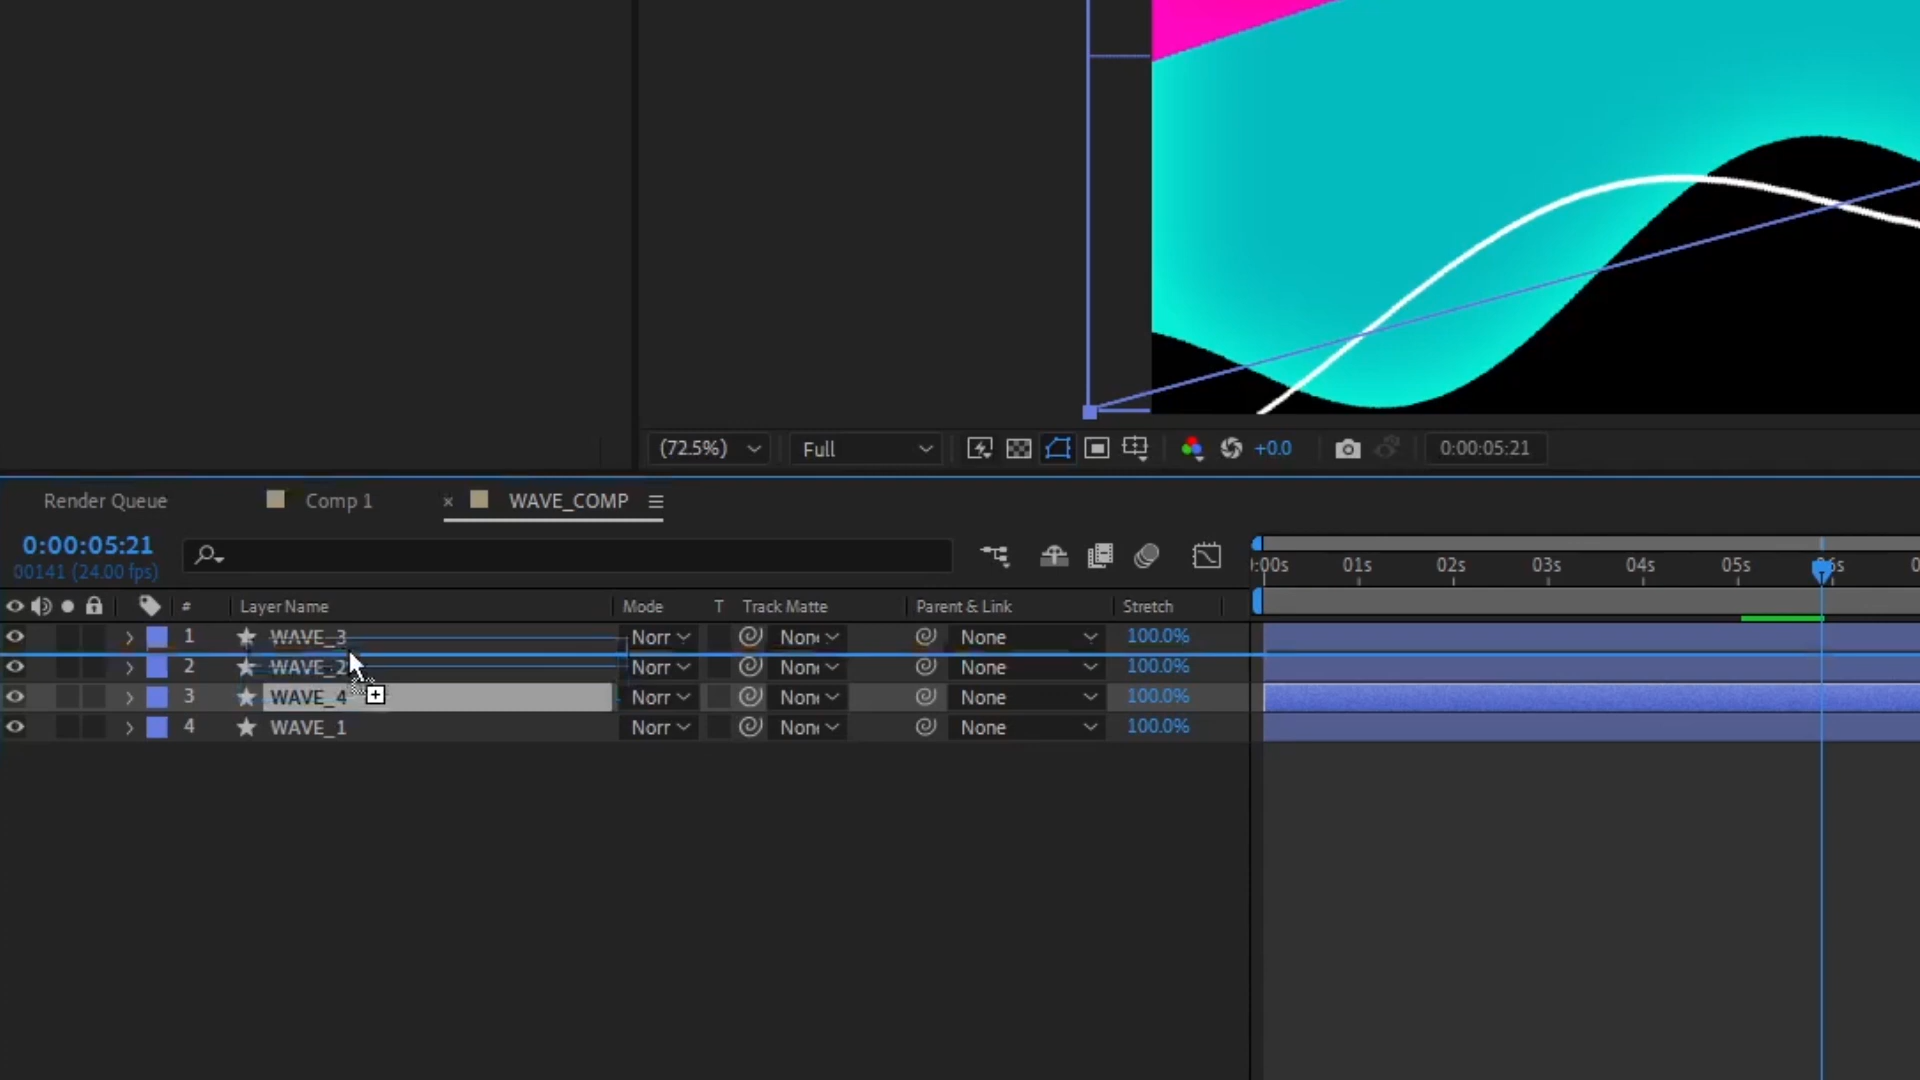 (72.5%) Full +0.0 0:00:05:21
Render Queue Comp 1 × WAVE_COMP
0:00:05:21
00141 (24.00 fps)
:00s 01s 02s 03s 04s 05s 06s 0
# Layer Name Mode T Track Matte Parent & Link Stretch
1 WAVE_3 Norr Non None 100.0%
2 WAVE_2 Norr Non None 100.0%
3 WAVE_4 Norr Non None 100.0%
4 WAVE_1 Norr Non None 100.0%